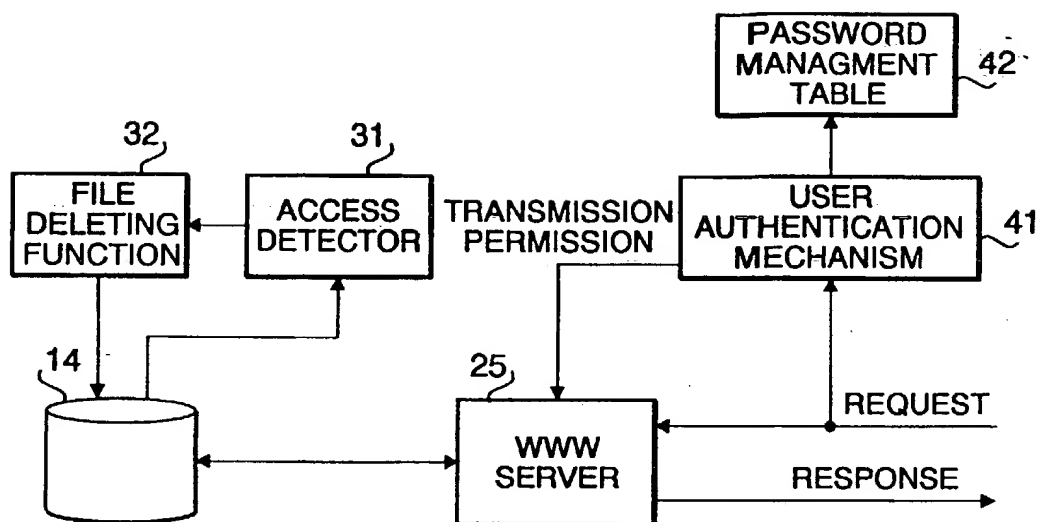 PASSWORD
MANAGMENT
TABLE
42
32
31
FILE
DELETING
FUNCTION
ACCESS
DETECTOR
TRANSMISSION
PERMISSION
USER
AUTHENTICATION
MECHANISM
41
14
25
WWW
SERVER
REQUEST
RESPONSE